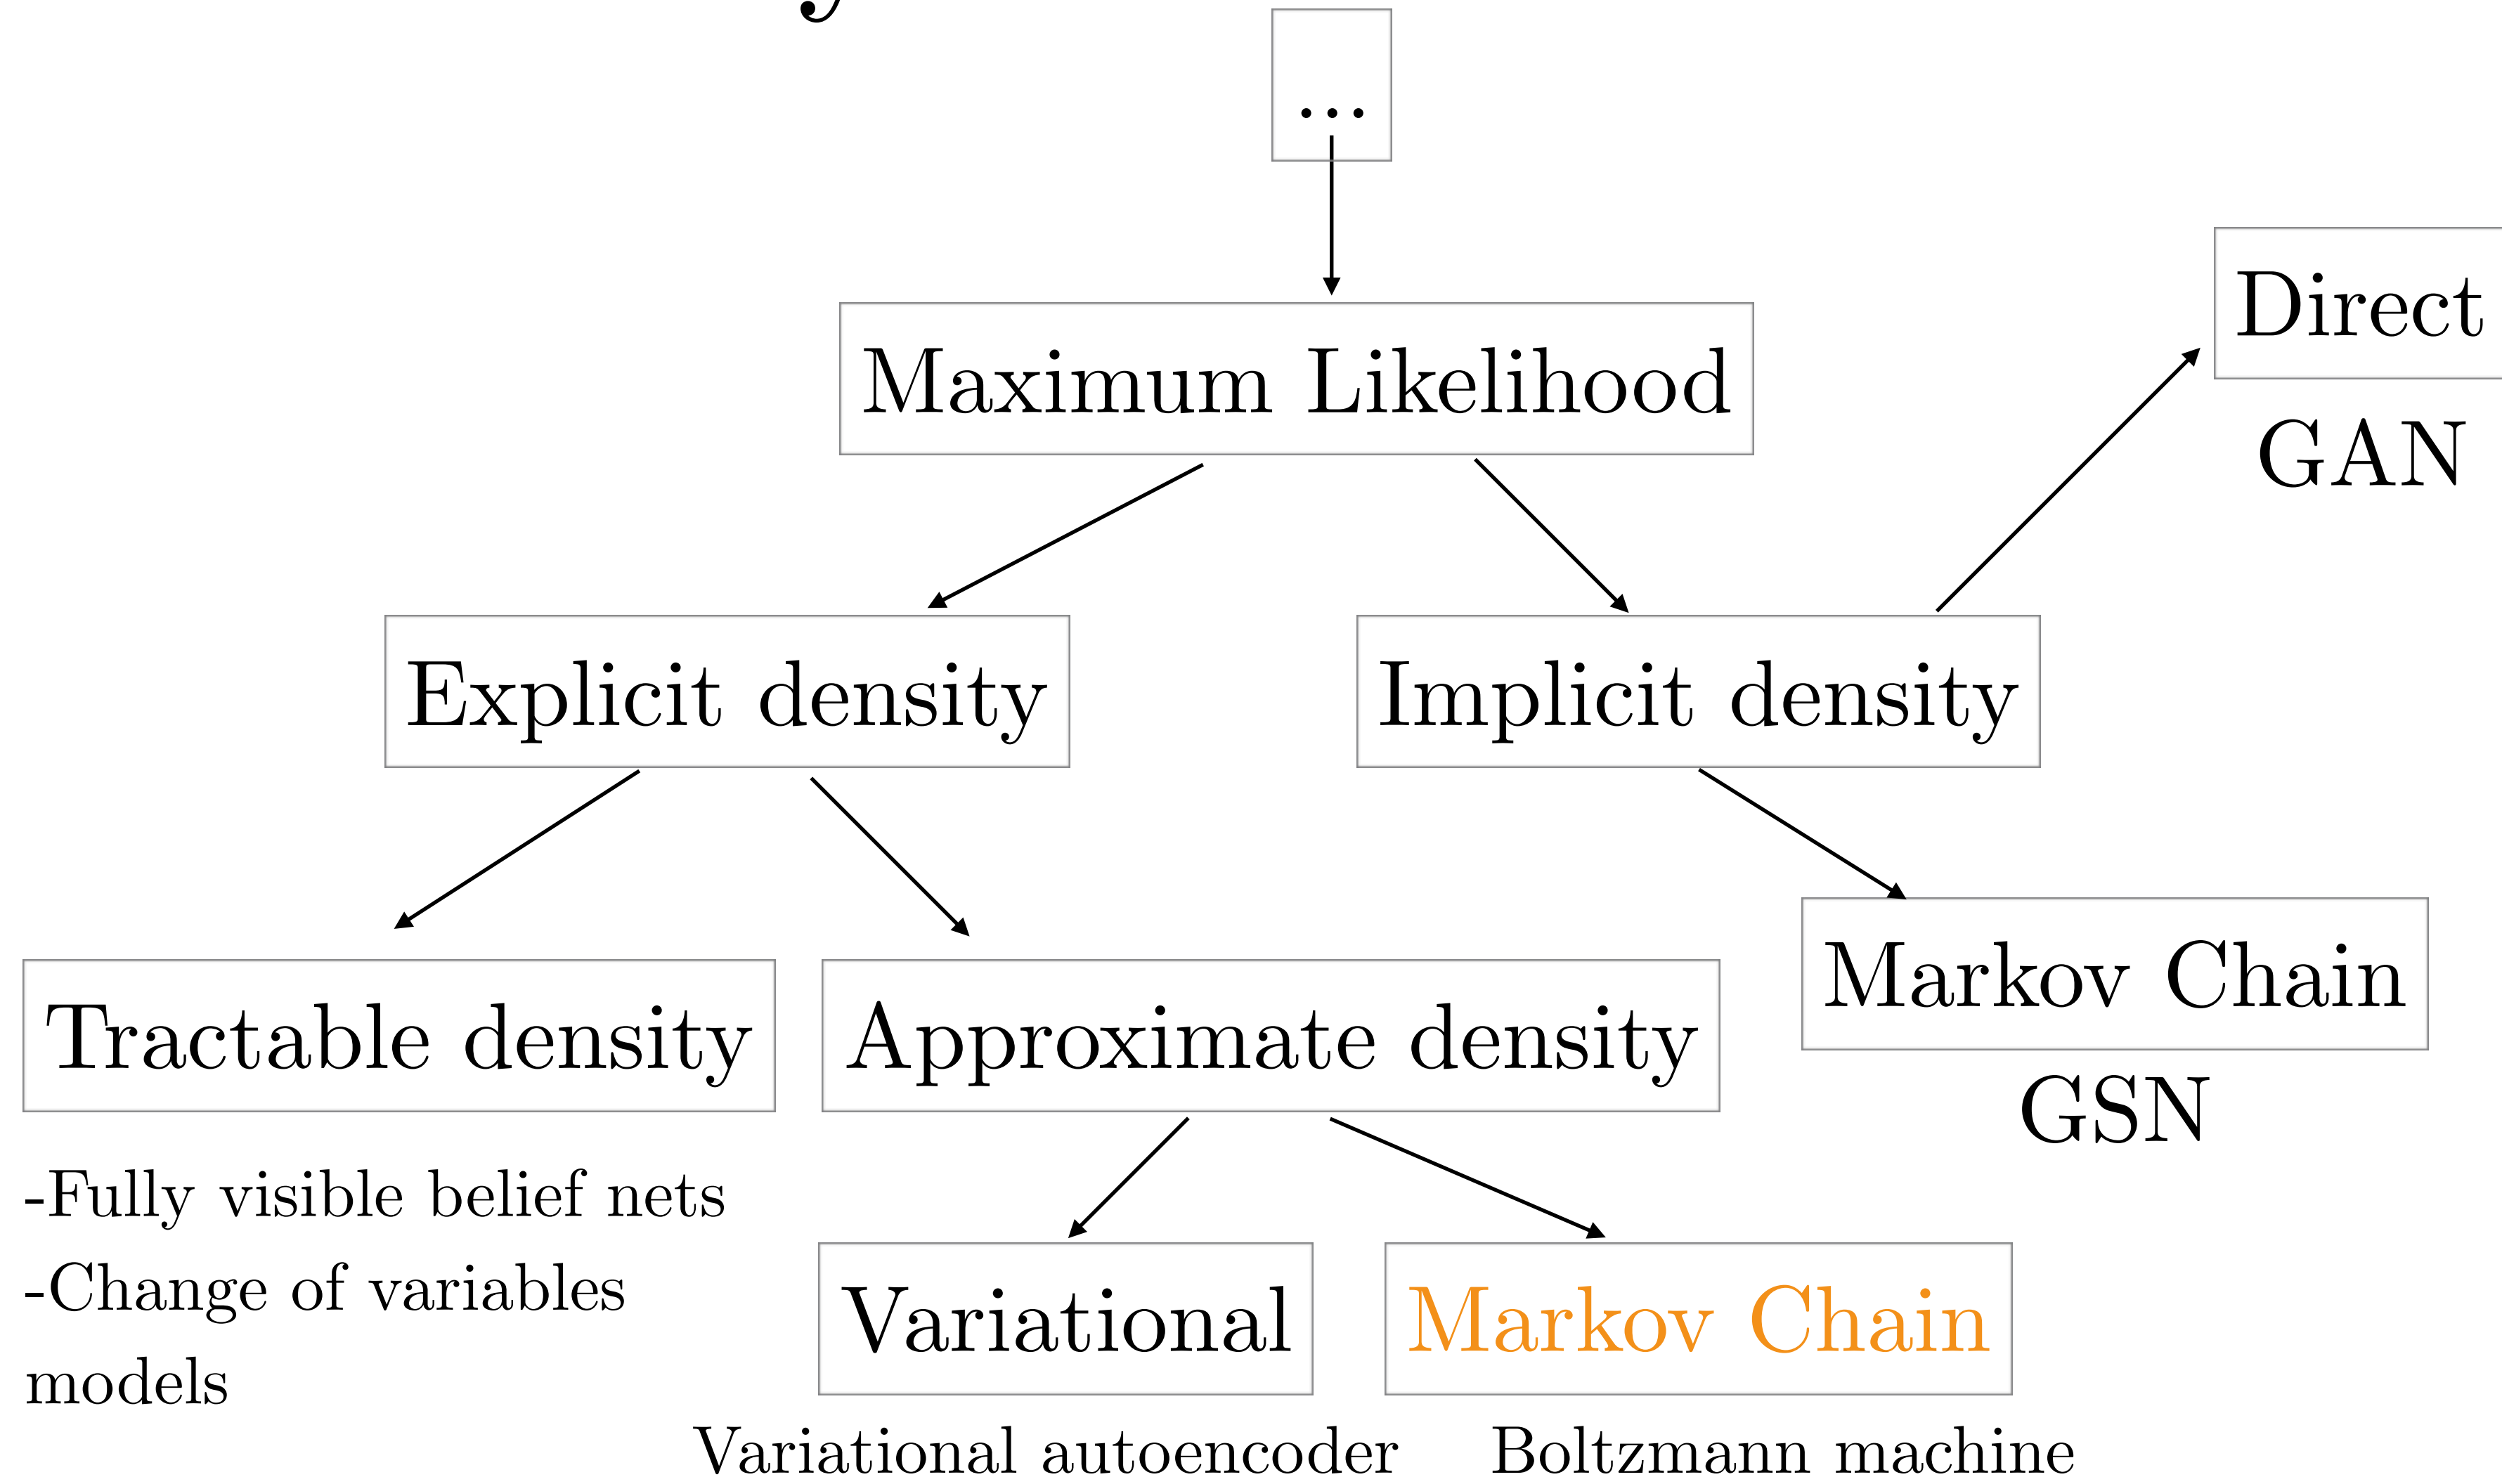 ...
Direct
Maximum Likelihood
GAN
Explicit density
Implicit density
Markov Chain
Tractable density
Approximate density
GSN
-Fully visible belief nets
-Change of variables
models
Variational
Markov Chain
Variational autoencoder
Boltzmann machine